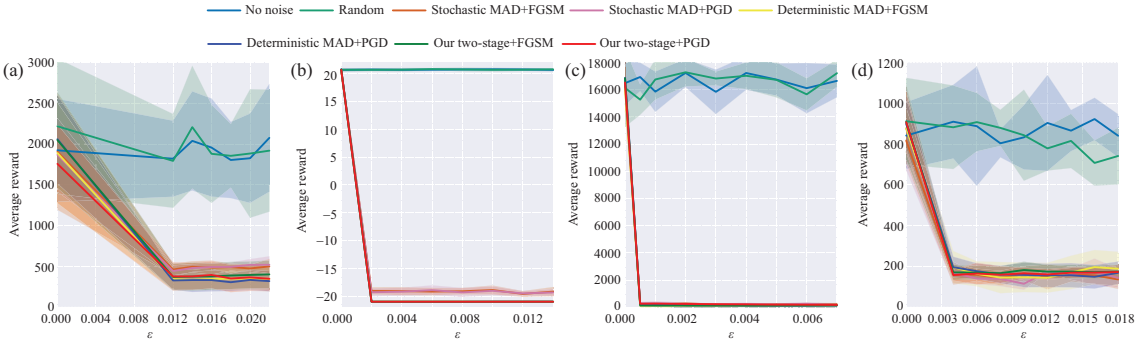 No noise Random Stochastic MAD+FGSM Stochastic MAD+PGD Deterministic MAD+FGSM
Deterministic MAD+PGD Our two-stage+FGSM Our two-stage+PGD
(a)
Average reward
3000
2500
2000
1500
1000
500
0
0.000 0.004 0.008 0.012 0.016 0.020
ε
(b)
Average reward
20
15
10
5
0
−5
−10
−15
−20
0.000 0.005 0.010
ε
(c)
Average reward
18000
16000
14000
12000
10000
8000
6000
4000
2000
0
0.000 0.002 0.004 0.006
ε
(d)
Average reward
1200
1000
800
600
400
200
0
0.000 0.003 0.006 0.009 0.012 0.015 0.018
ε